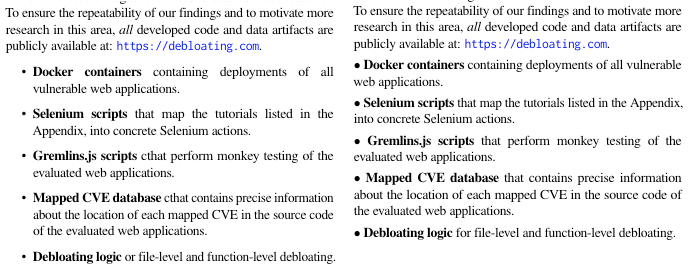 To ensure the repeatability of our findings and to motivate more
research in this area, all developed code and data artifacts are
publicly available at: https://debloating.com.
• Docker containers containing deployments of all
vulnerable web applications.
• Selenium scripts that map the tutorials listed in the
Appendix, into concrete Selenium actions.
• Gremlins.js scripts cthat perform monkey testing of the
evaluated web applications.
• Mapped CVE database cthat contains precise information
about the location of each mapped CVE in the source code
of the evaluated web applications.
• Debloating logic or file-level and function-level debloating.
To ensure the repeatability of our findings and to motivate more
research in this area, all developed code and data artifacts are
publicly available at: https://debloating.com.
• Docker containers containing deployments of all vulnerable
web applications.
• Selenium scripts that map the tutorials listed in the Appendix,
into concrete Selenium actions.
• Gremlins.js scripts that perform monkey testing of the
evaluated web applications.
• Mapped CVE database that contains precise information
about the location of each mapped CVE in the source code of
the evaluated web applications.
• Debloating logic for file-level and function-level debloating.